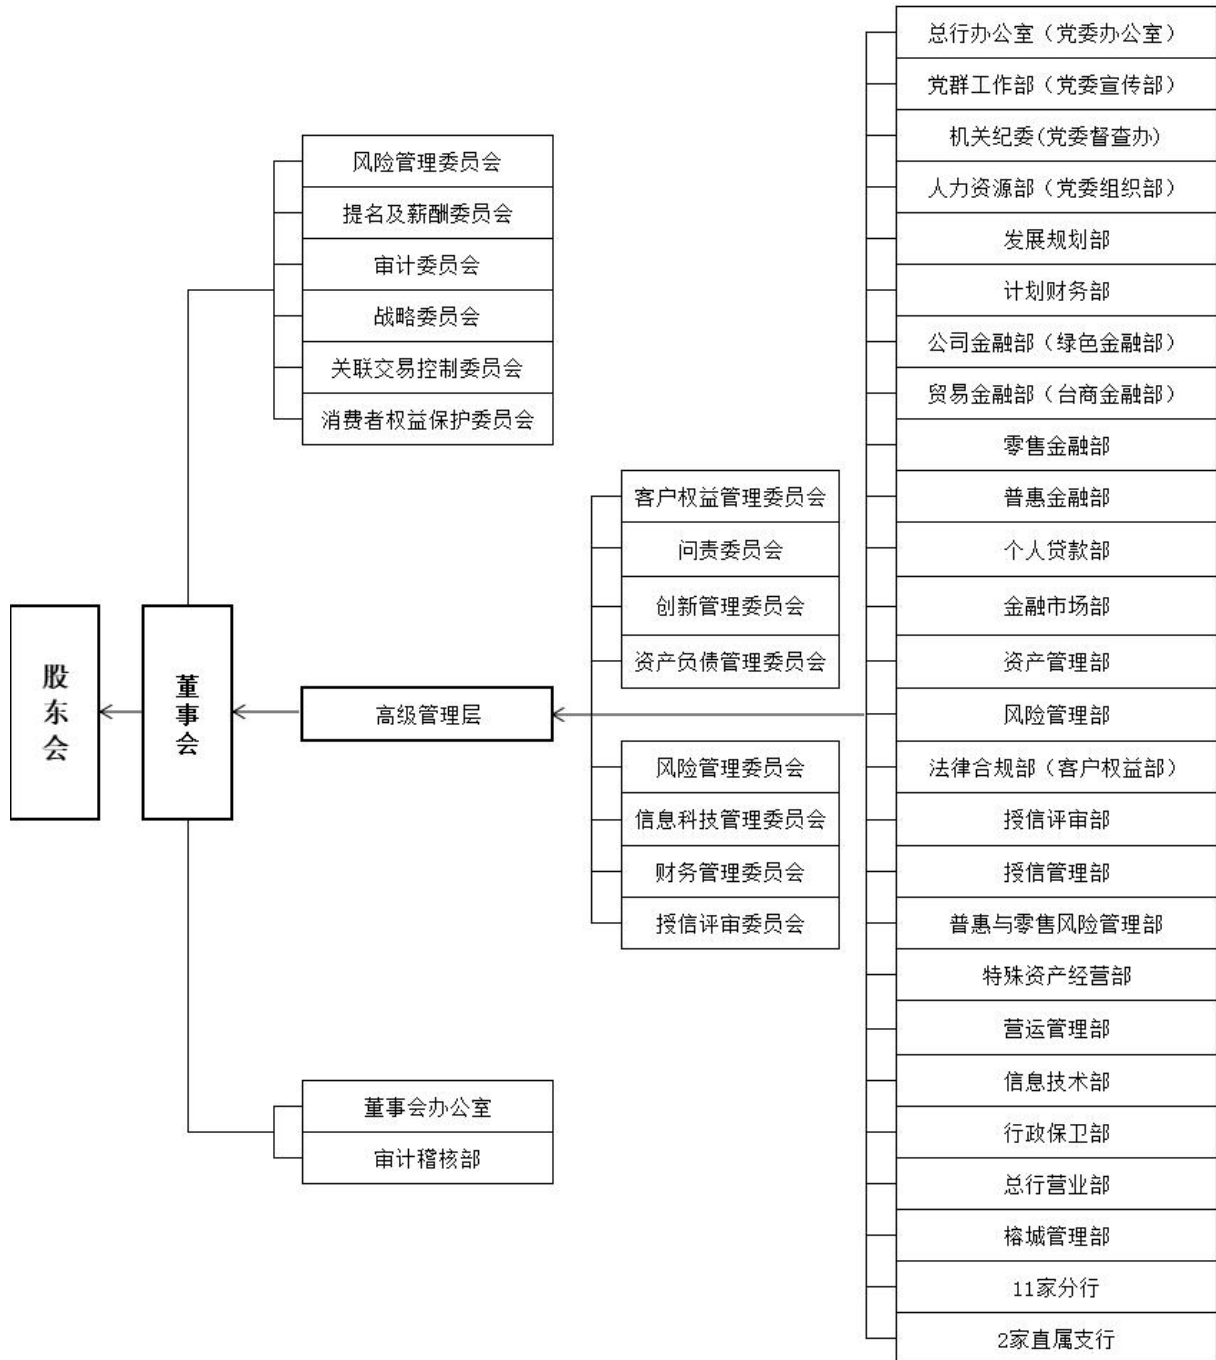 股东会
董事会
风险管理委员会
提名及薪酬委员会
审计委员会
战略委员会
关联交易控制委员会
消费者权益保护委员会
高级管理层
董事会办公室
审计稽核部
客户权益管理委员会
问责委员会
创新管理委员会
资产负债管理委员会
风险管理委员会
信息科技管理委员会
财务管理委员会
授信评审委员会
总行办公室（党委办公室）
党群工作部（党委宣传部）
机关纪委(党委督查办)
人力资源部（党委组织部）
发展规划部
计划财务部
公司金融部（绿色金融部）
贸易金融部（台商金融部）
零售金融部
普惠金融部
个人贷款部
金融市场部
资产管理部
风险管理部
法律合规部（客户权益部）
授信评审部
授信管理部
普惠与零售风险管理部
特殊资产经营部
营运管理部
信息技术部
行政保卫部
总行营业部
榕城管理部
11家分行
2家直属支行